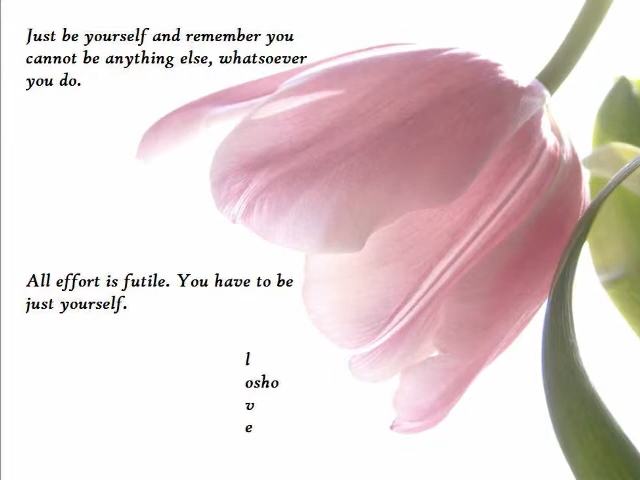 Just be yourself and remember you
cannot be anything else, whatsoever
you do.
All effort is futile. You have to be
just yourself.
l
osho
v
e